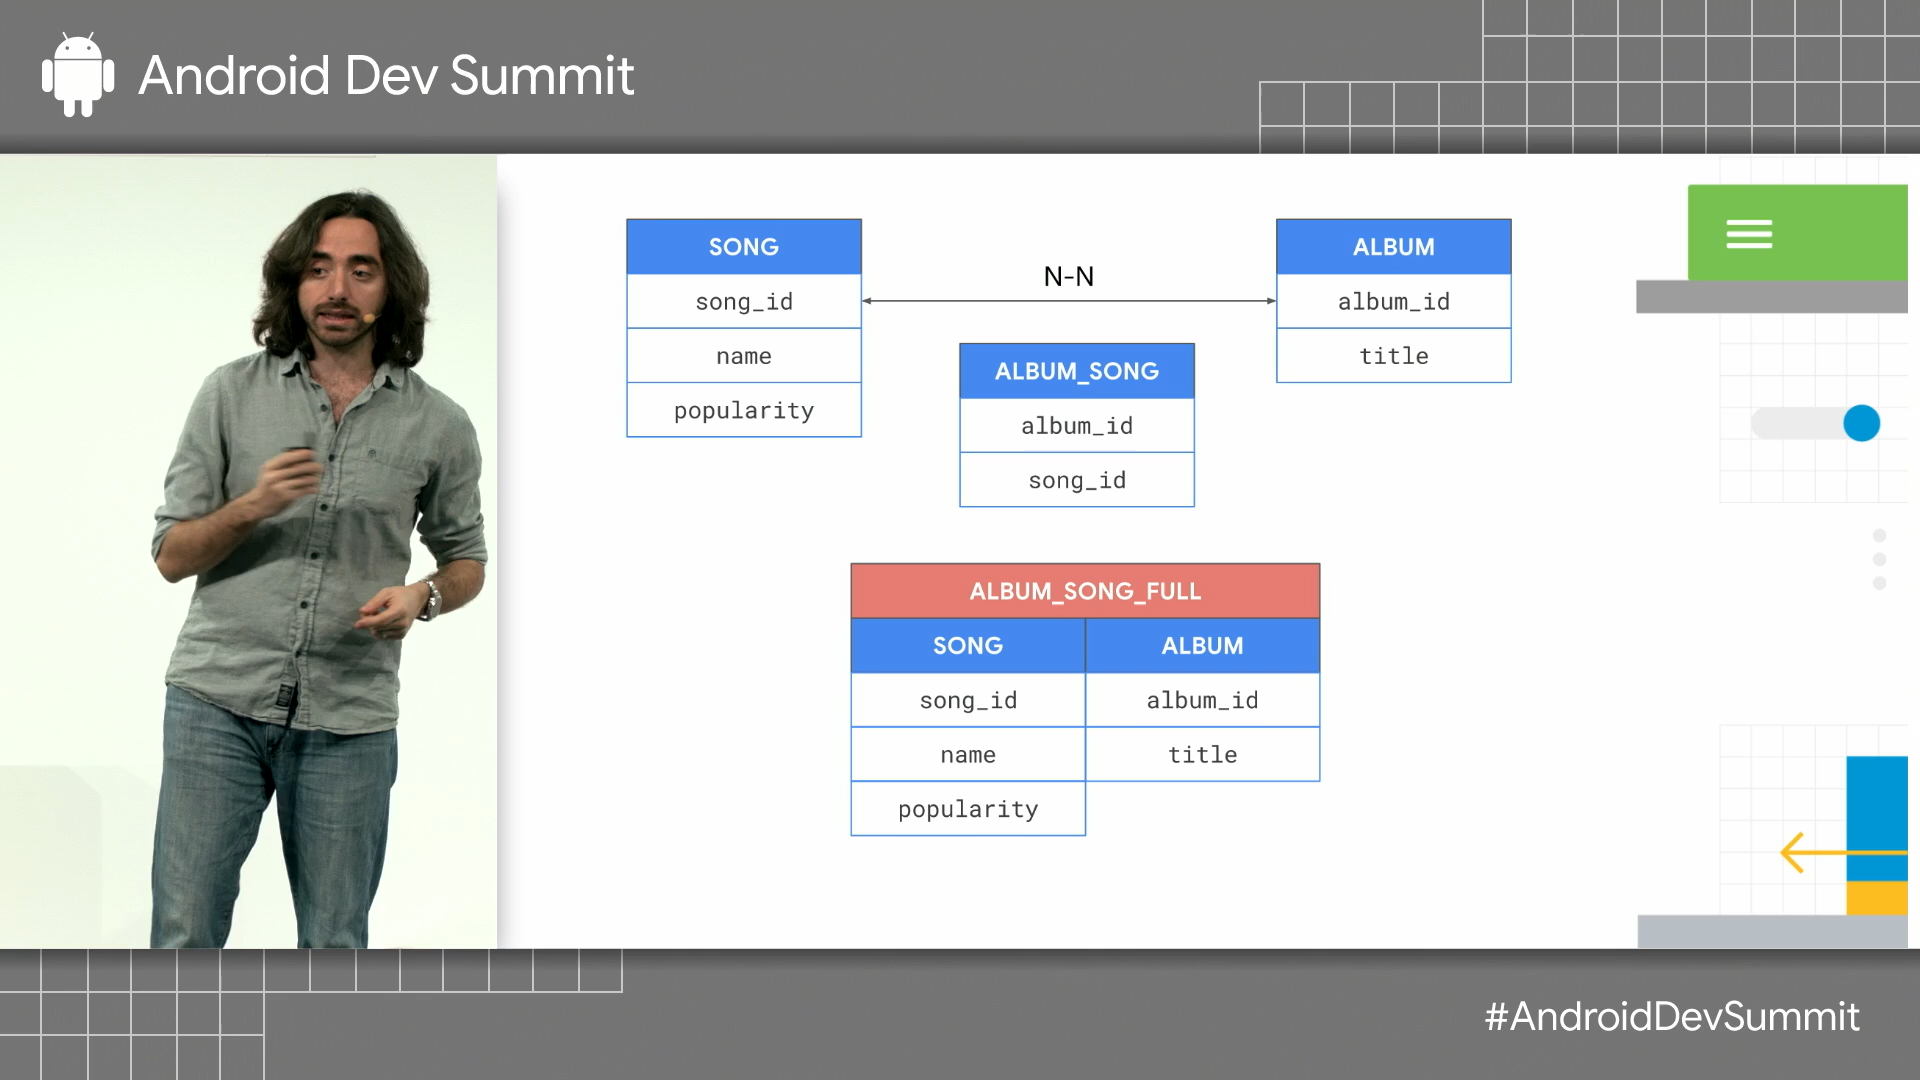 Android Dev Summit
SONG
song_id
name
popularity
N-N
ALBUM
album_id
title
ALBUM_SONG
album_id
song_id
ALBUM_SONG_FULL
SONG ALBUM
song_id album_id
name title
popularity
#AndroidDevSummit